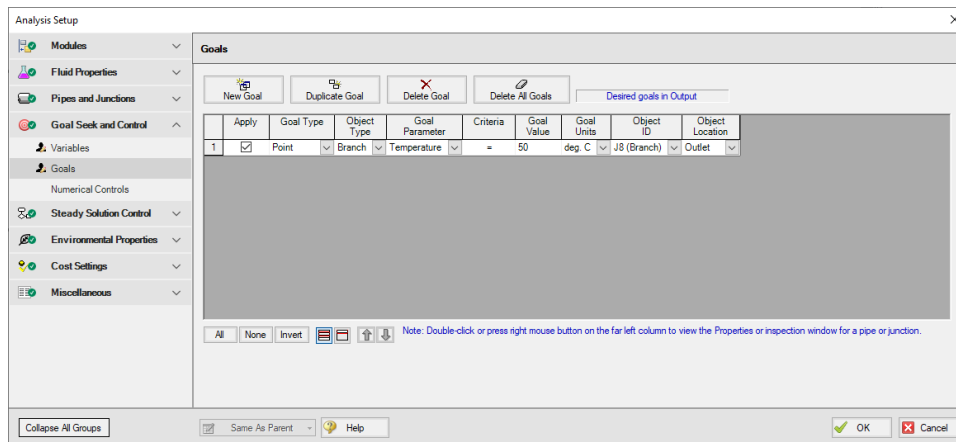 Analysis Setup
Modules
Fluid Properties
Pipes and Junctions
Goal Seek and Control
Variables
Goals
Numerical Controls
Steady Solution Control
Environmental Properties
Cost Settings
Miscellaneous
Collapse All Groups
Goals
New Goal Duplicate Goal Delete Goal Delete All Goals Desired goals in Output
Apply Goal Type Object Type Goal Parameter Criteria Goal Value Goal Units Object ID Object Location
1 Point Branch Temperature = 50 deg. C J8 (Branch) Outlet
All None Invert Note: Double-click or press right mouse button on the far left column to view the Properties or inspection window for a pipe or junction.
Same As Parent Help OK Cancel